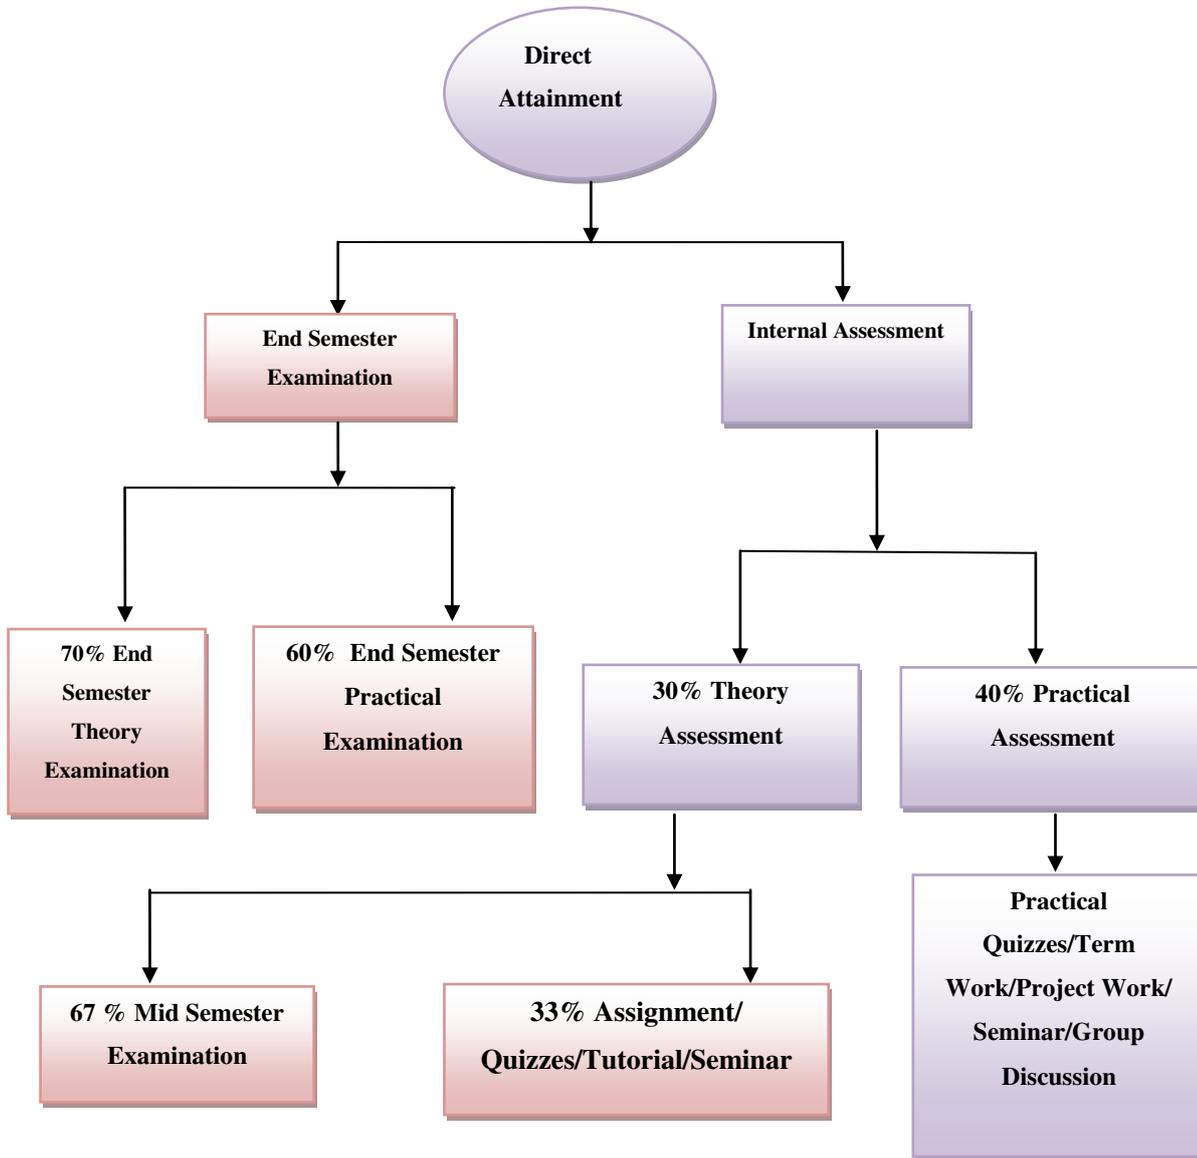 Direct
Attainment
End Semester
Examination
Internal Assessment
70% End
Semester
Theory
Examination
60% End Semester
Practical
Examination
30% Theory
Assessment
40% Practical
Assessment
67 % Mid Semester
Examination
33% Assignment/
Quizzes/Tutorial/Seminar
Practical
Quizzes/Term
Work/Project Work/
Seminar/Group
Discussion